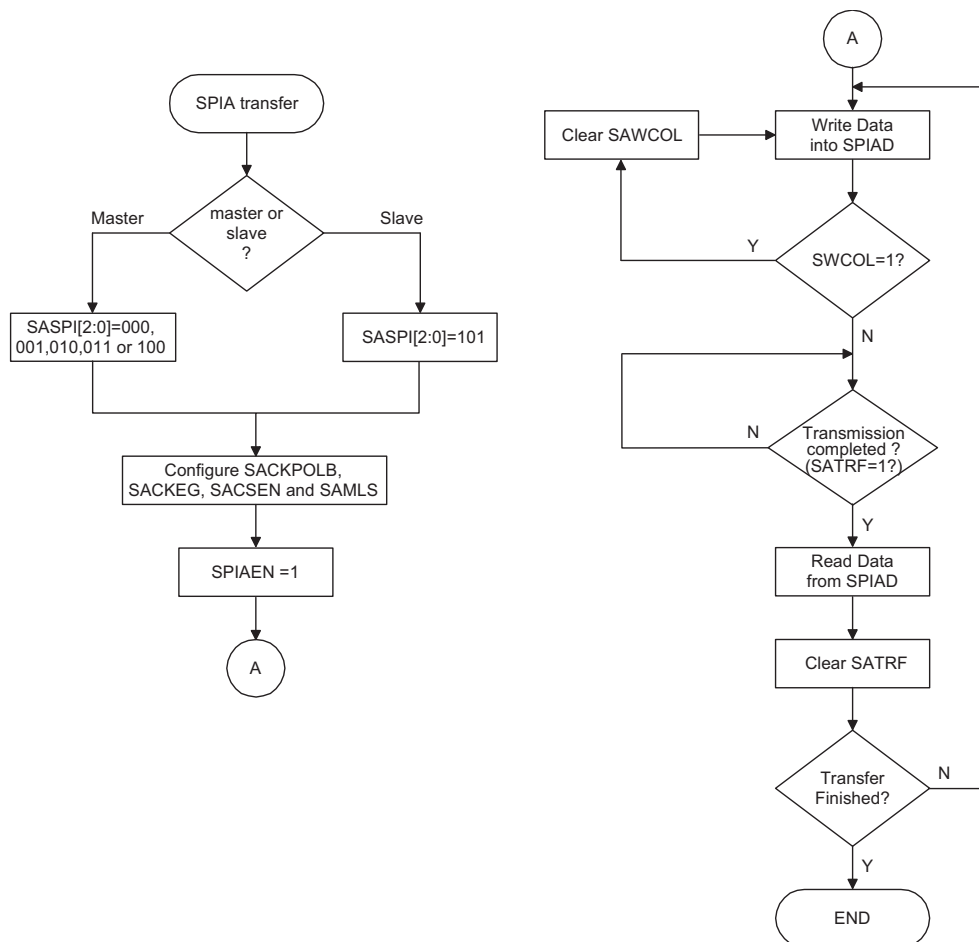 SPIA transfer
master or
slave
?
Master
Slave
SASPI[2:0]=000,
001,010,011 or 100
SASPI[2:0]=101
Configure SACKPOLB,
SACKEG, SACSEN and SAMLS
SPIAEN =1
A
A
Clear SAWCOL
Write Data
into SPIAD
Y
SWCOL=1?
N
N
Transmission
completed ?
(SATRF=1?)
Y
Read Data
from SPIAD
Clear SATRF
Transfer
Finished?
N
Y
END